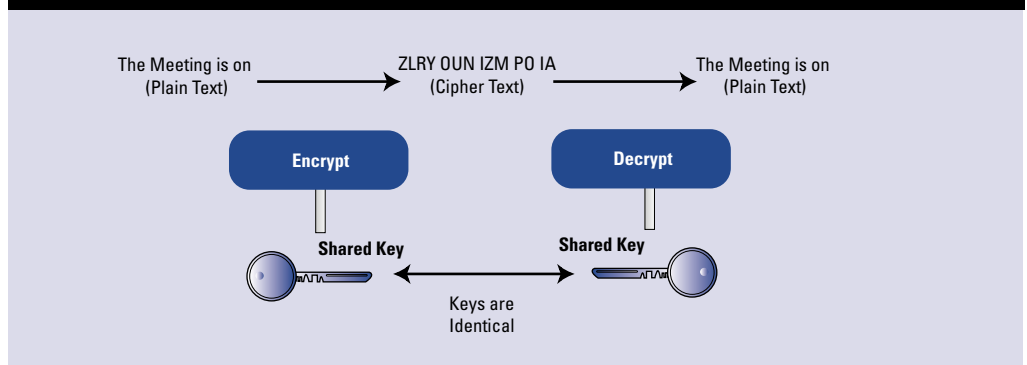 The Meeting is on
(Plain Text)
ZLRY OUN IZM PO IA
(Cipher Text)
The Meeting is on
(Plain Text)
Encrypt
Decrypt
Shared Key
Shared Key
Keys are
Identical